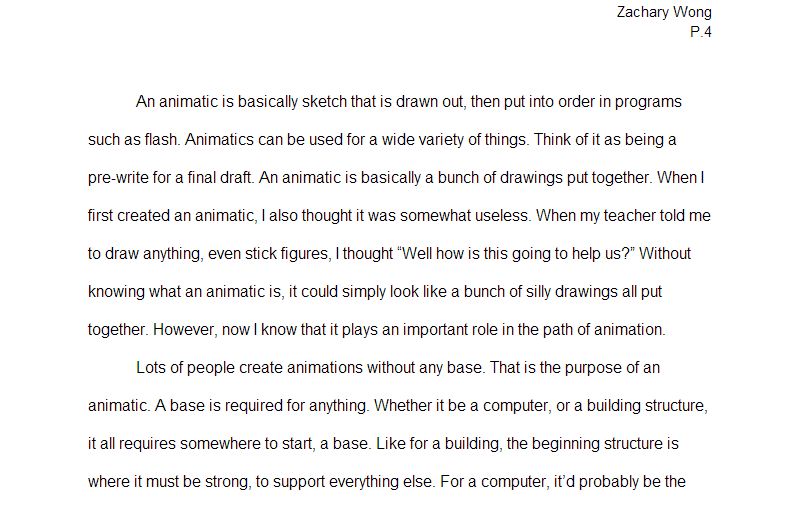 Zachary Wong
P.4
An animatic is basically sketch that is drawn out, then put into order in programs
such as flash. Animatics can be used for a wide variety of things. Think of it as being a
pre-write for a final draft. An animatic is basically a bunch of drawings put together. When I
first created an animatic, I also thought it was somewhat useless. When my teacher told me
to draw anything, even stick figures, I thought “Well how is this going to help us?” Without
knowing what an animatic is, it could simply look like a bunch of silly drawings all put
together. However, now I know that it plays an important role in the path of animation.
Lots of people create animations without any base. That is the purpose of an
animatic. A base is required for anything. Whether it be a computer, or a building structure,
it all requires somewhere to start, a base. Like for a building, the beginning structure is
where it must be strong, to support everything else. For a computer, it’d probably be the